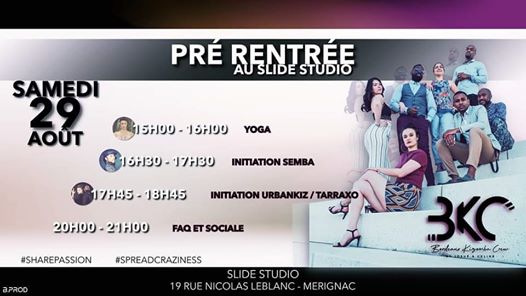 PRÉ RENTRÉE
AU SLIDE STUDIO
SAMEDI
29
AOÛT
15H00 - 16H00 YOGA
16H30 - 17H30 INITIATION SEMBA
17H45 - 18H45 INITIATION URBANKIZ / TARRAXO
20H00 - 21H00 FAQ ET SOCIALE
BKC
Bordeaux Kizomba Crew
#SHAREPASSION #SPREADCRAZINESS
SLIDE STUDIO
B.PROD
19 RUE NICOLAS LEBLANC - MERIGNAC